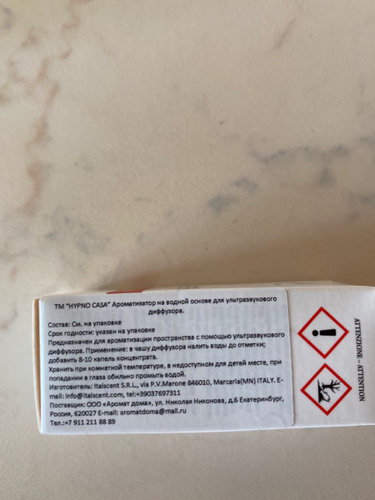 ТМ "HYPNO CASA" Ароматизатор на водной основе для ультразвукового
диффузора.
Состав: См. на упаковке
Срок годности: указан на упаковке
Предназначен для ароматизации пространства с помощью ультразвукового
диффузора. Применение: в чашу диффузора налить воды до отметки;
добавить 8-10 капель концентрата.
Хранить при комнатной температуре, в недоступном для детей месте, при
попадании в глаза обильно промыть водой.
Изготовитель: Italscent S.R.L., via P.V.Marone 846010, Marcaria(MN) ITALY. E-
mail: info@italscent.com, tel:+39037697311
Поставщик: ООО «Аромат дома», ул. Николая Никонова, д.6 Екатеринбург,
Россия, 620027 E-mail: aromatdoma@mail.ru
Тел.:+7 911 211 88 89
ATTENZIONE - ATTENTION